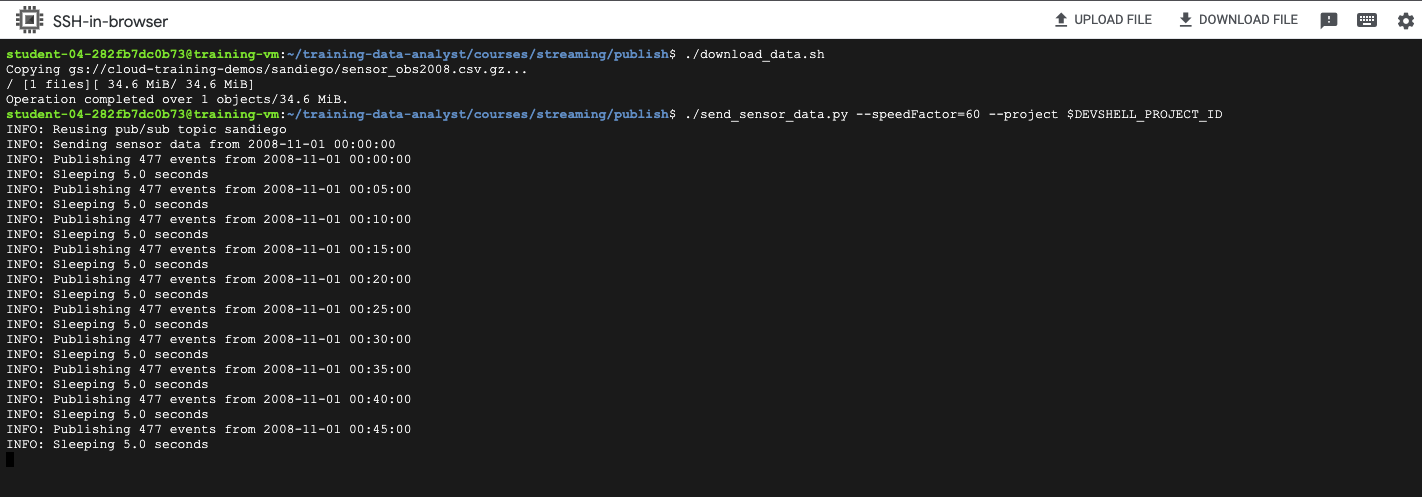 SSH-in-browser
UPLOAD FILE
DOWNLOAD FILE
student-04-282fb7dc0b73@training-vm:~/training-data-analyst/courses/streaming/publish$ ./download_data.sh
Copying gs://cloud-training-demos/sandiego/sensor_obs2008.csv.gz...
/ [1 files][ 34.6 MiB/ 34.6 MiB]
Operation completed over 1 objects/34.6 MiB.
student-04-282fb7dc0b73@training-vm:~/training-data-analyst/courses/streaming/publish$ ./send_sensor_data.py --speedFactor=60 --project $DEVSHELL_PROJECT_ID
INFO: Reusing pub/sub topic sandiego
INFO: Sending sensor data from 2008-11-01 00:00:00
INFO: Publishing 477 events from 2008-11-01 00:00:00
INFO: Sleeping 5.0 seconds
INFO: Publishing 477 events from 2008-11-01 00:05:00
INFO: Sleeping 5.0 seconds
INFO: Publishing 477 events from 2008-11-01 00:10:00
INFO: Sleeping 5.0 seconds
INFO: Publishing 477 events from 2008-11-01 00:15:00
INFO: Sleeping 5.0 seconds
INFO: Publishing 477 events from 2008-11-01 00:20:00
INFO: Sleeping 5.0 seconds
INFO: Publishing 477 events from 2008-11-01 00:25:00
INFO: Sleeping 5.0 seconds
INFO: Publishing 477 events from 2008-11-01 00:30:00
INFO: Sleeping 5.0 seconds
INFO: Publishing 477 events from 2008-11-01 00:35:00
INFO: Sleeping 5.0 seconds
INFO: Publishing 477 events from 2008-11-01 00:40:00
INFO: Sleeping 5.0 seconds
INFO: Publishing 477 events from 2008-11-01 00:45:00
INFO: Sleeping 5.0 seconds